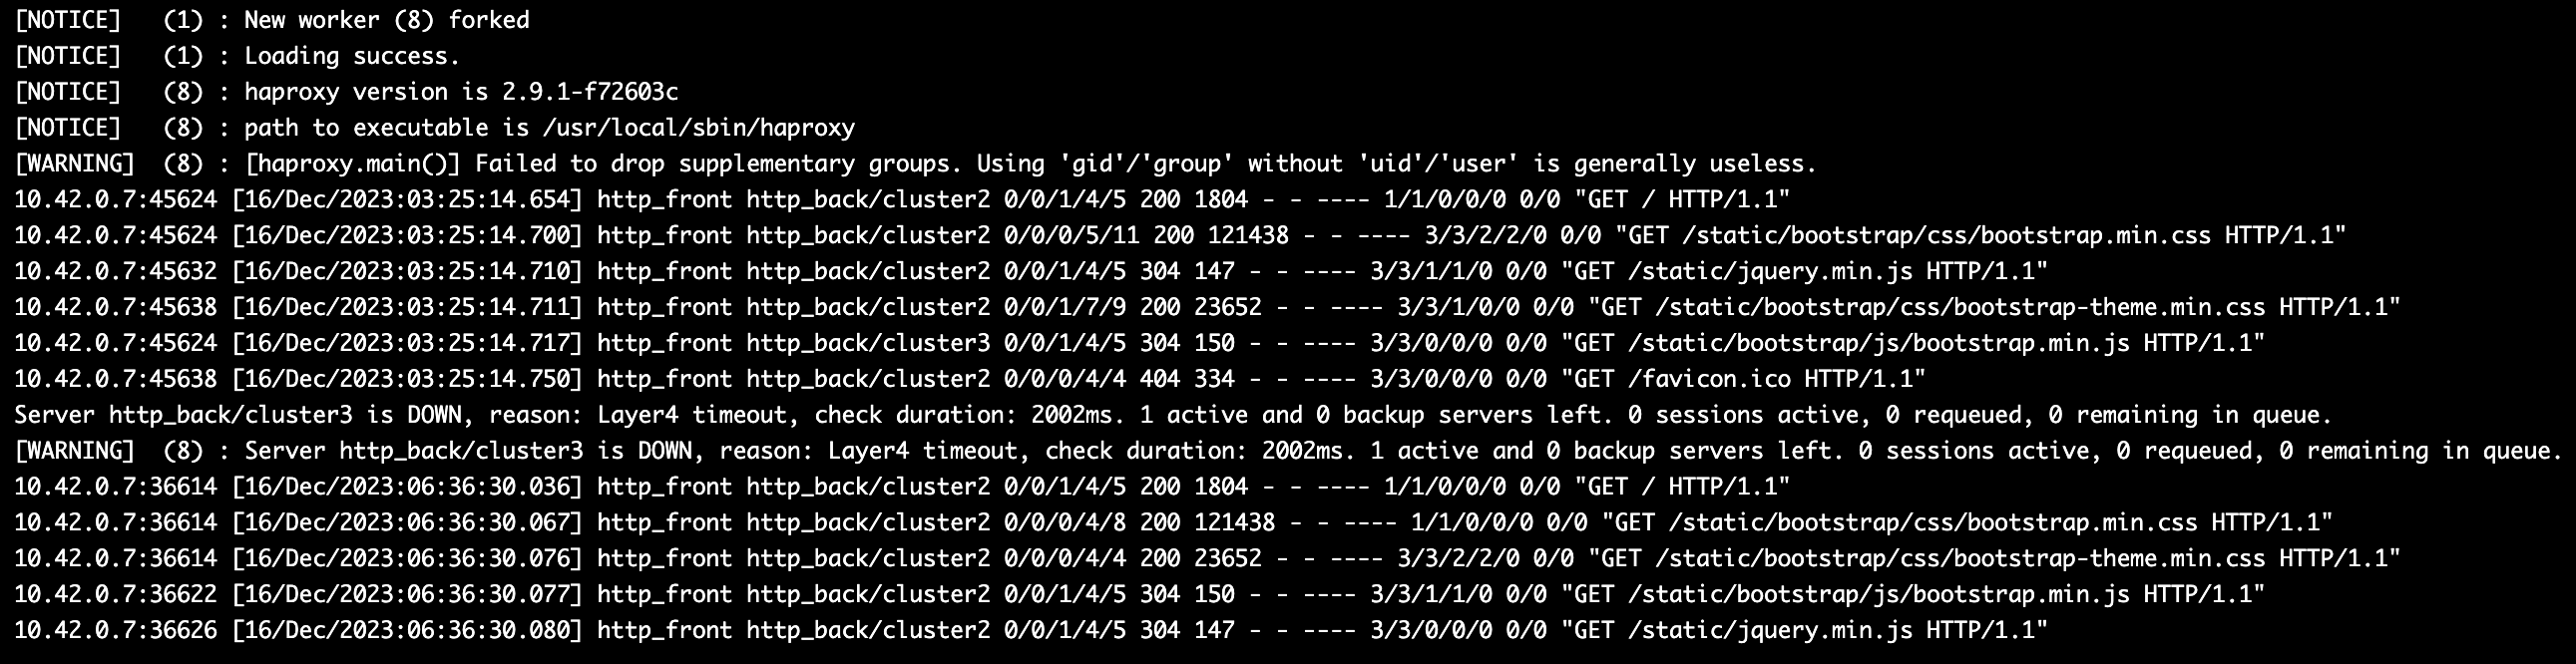 [NOTICE]   (1) : New worker (8) forked
[NOTICE]   (1) : Loading success.
[NOTICE]   (8) : haproxy version is 2.9.1-f72603c
[NOTICE]   (8) : path to executable is /usr/local/sbin/haproxy
[WARNING]  (8) : [haproxy.main()] Failed to drop supplementary groups. Using 'gid'/'group' without 'uid'/'user' is generally useless.
10.42.0.7:45624 [16/Dec/2023:03:25:14.654] http_front http_back/cluster2 0/0/1/4/5 200 1804 - - ---- 1/1/0/0/0 0/0 "GET / HTTP/1.1"
10.42.0.7:45624 [16/Dec/2023:03:25:14.700] http_front http_back/cluster2 0/0/0/5/11 200 121438 - - ---- 3/3/2/2/0 0/0 "GET /static/bootstrap/css/bootstrap.min.css HTTP/1.1"
10.42.0.7:45632 [16/Dec/2023:03:25:14.710] http_front http_back/cluster2 0/0/1/4/5 304 147 - - ---- 3/3/1/1/0 0/0 "GET /static/jquery.min.js HTTP/1.1"
10.42.0.7:45638 [16/Dec/2023:03:25:14.711] http_front http_back/cluster2 0/0/1/7/9 200 23652 - - ---- 3/3/1/0/0 0/0 "GET /static/bootstrap/css/bootstrap-theme.min.css HTTP/1.1"
10.42.0.7:45624 [16/Dec/2023:03:25:14.717] http_front http_back/cluster3 0/0/1/4/5 304 150 - - ---- 3/3/0/0/0 0/0 "GET /static/bootstrap/js/bootstrap.min.js HTTP/1.1"
10.42.0.7:45638 [16/Dec/2023:03:25:14.750] http_front http_back/cluster2 0/0/0/4/4 404 334 - - ---- 3/3/0/0/0 0/0 "GET /favicon.ico HTTP/1.1"
Server http_back/cluster3 is DOWN, reason: Layer4 timeout, check duration: 2002ms. 1 active and 0 backup servers left. 0 sessions active, 0 requeued, 0 remaining in queue.
[WARNING]  (8) : Server http_back/cluster3 is DOWN, reason: Layer4 timeout, check duration: 2002ms. 1 active and 0 backup servers left. 0 sessions active, 0 requeued, 0 remaining in queue.
10.42.0.7:36614 [16/Dec/2023:06:36:30.036] http_front http_back/cluster2 0/0/1/4/5 200 1804 - - ---- 1/1/0/0/0 0/0 "GET / HTTP/1.1"
10.42.0.7:36614 [16/Dec/2023:06:36:30.067] http_front http_back/cluster2 0/0/0/4/8 200 121438 - - ---- 1/1/0/0/0 0/0 "GET /static/bootstrap/css/bootstrap.min.css HTTP/1.1"
10.42.0.7:36614 [16/Dec/2023:06:36:30.076] http_front http_back/cluster2 0/0/0/4/4 200 23652 - - ---- 3/3/2/2/0 0/0 "GET /static/bootstrap/css/bootstrap-theme.min.css HTTP/1.1"
10.42.0.7:36622 [16/Dec/2023:06:36:30.077] http_front http_back/cluster2 0/0/1/4/5 304 150 - - ---- 3/3/1/1/0 0/0 "GET /static/bootstrap/js/bootstrap.min.js HTTP/1.1"
10.42.0.7:36626 [16/Dec/2023:06:36:30.080] http_front http_back/cluster2 0/0/1/4/5 304 147 - - ---- 3/3/0/0/0 0/0 "GET /static/jquery.min.js HTTP/1.1"